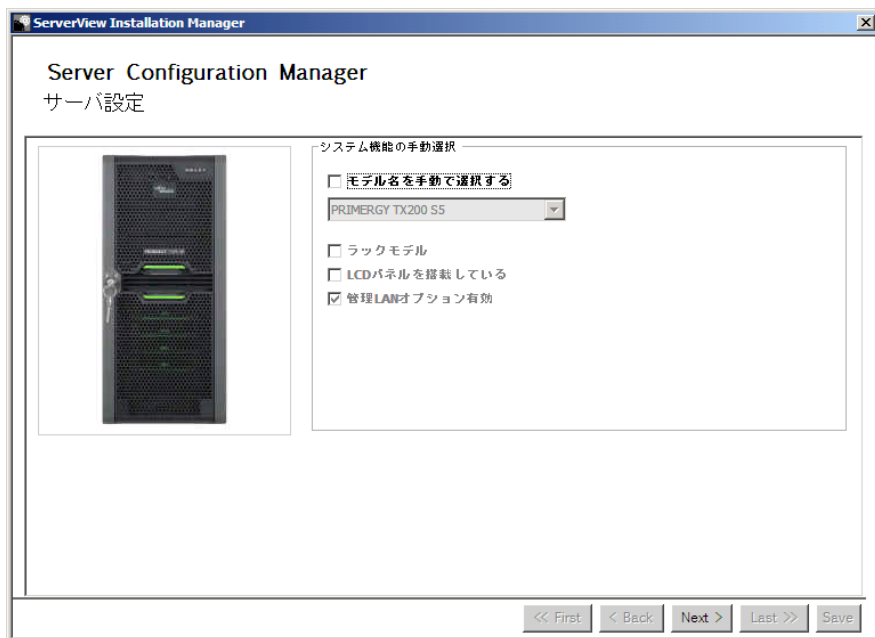 ServerView Installation Manager
Server Configuration Manager
サーバ設定
システム機能の手動選択
モデル名を手動で選択する
PRIMERGY TX200 S5
ラックモデル
LCDパネルを搭載している
管理LANオプション有効
<< First
< Back
Next >
Last >>
Save